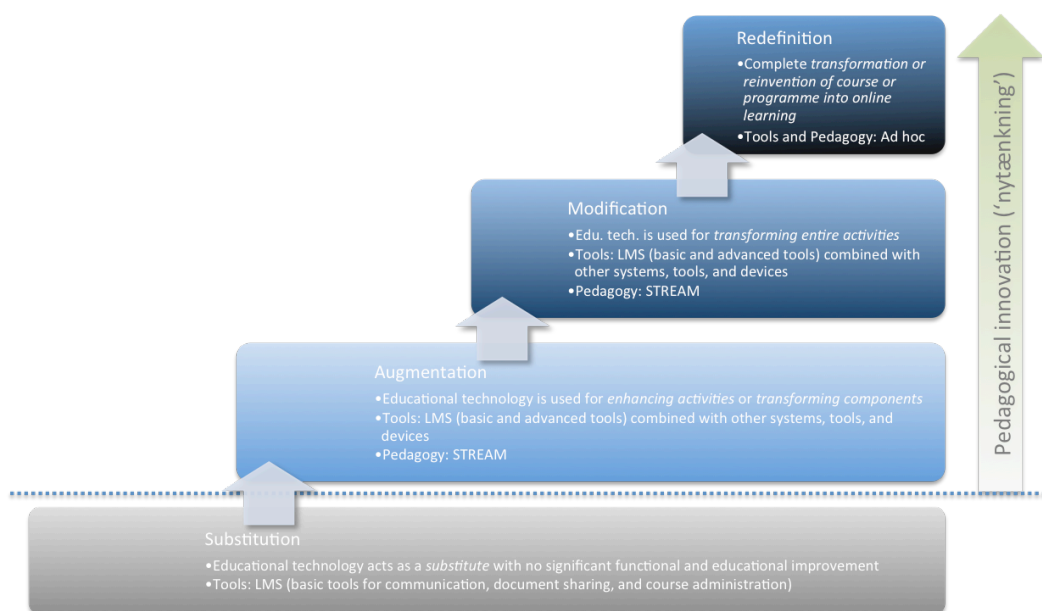 Redefinition
•Complete transformation or
reinvention of course or
programme into online
learning
•Tools and Pedagogy: Ad hoc
Modification
•Edu. tech. is used for transforming entire activities
•Tools: LMS (basic and advanced tools) combined with
other systems, tools, and devices
•Pedagogy: STREAM
Augmentation
•Educational technology is used for enhancing activities or transforming components
•Tools: LMS (basic and advanced tools) combined with other systems, tools, and
devices
•Pedagogy: STREAM
Substitution
•Educational technology acts as a substitute with no significant functional and educational improvement
•Tools: LMS (basic tools for communication, document sharing, and course administration)
Pedagogical innovation (‘nytænkning’)